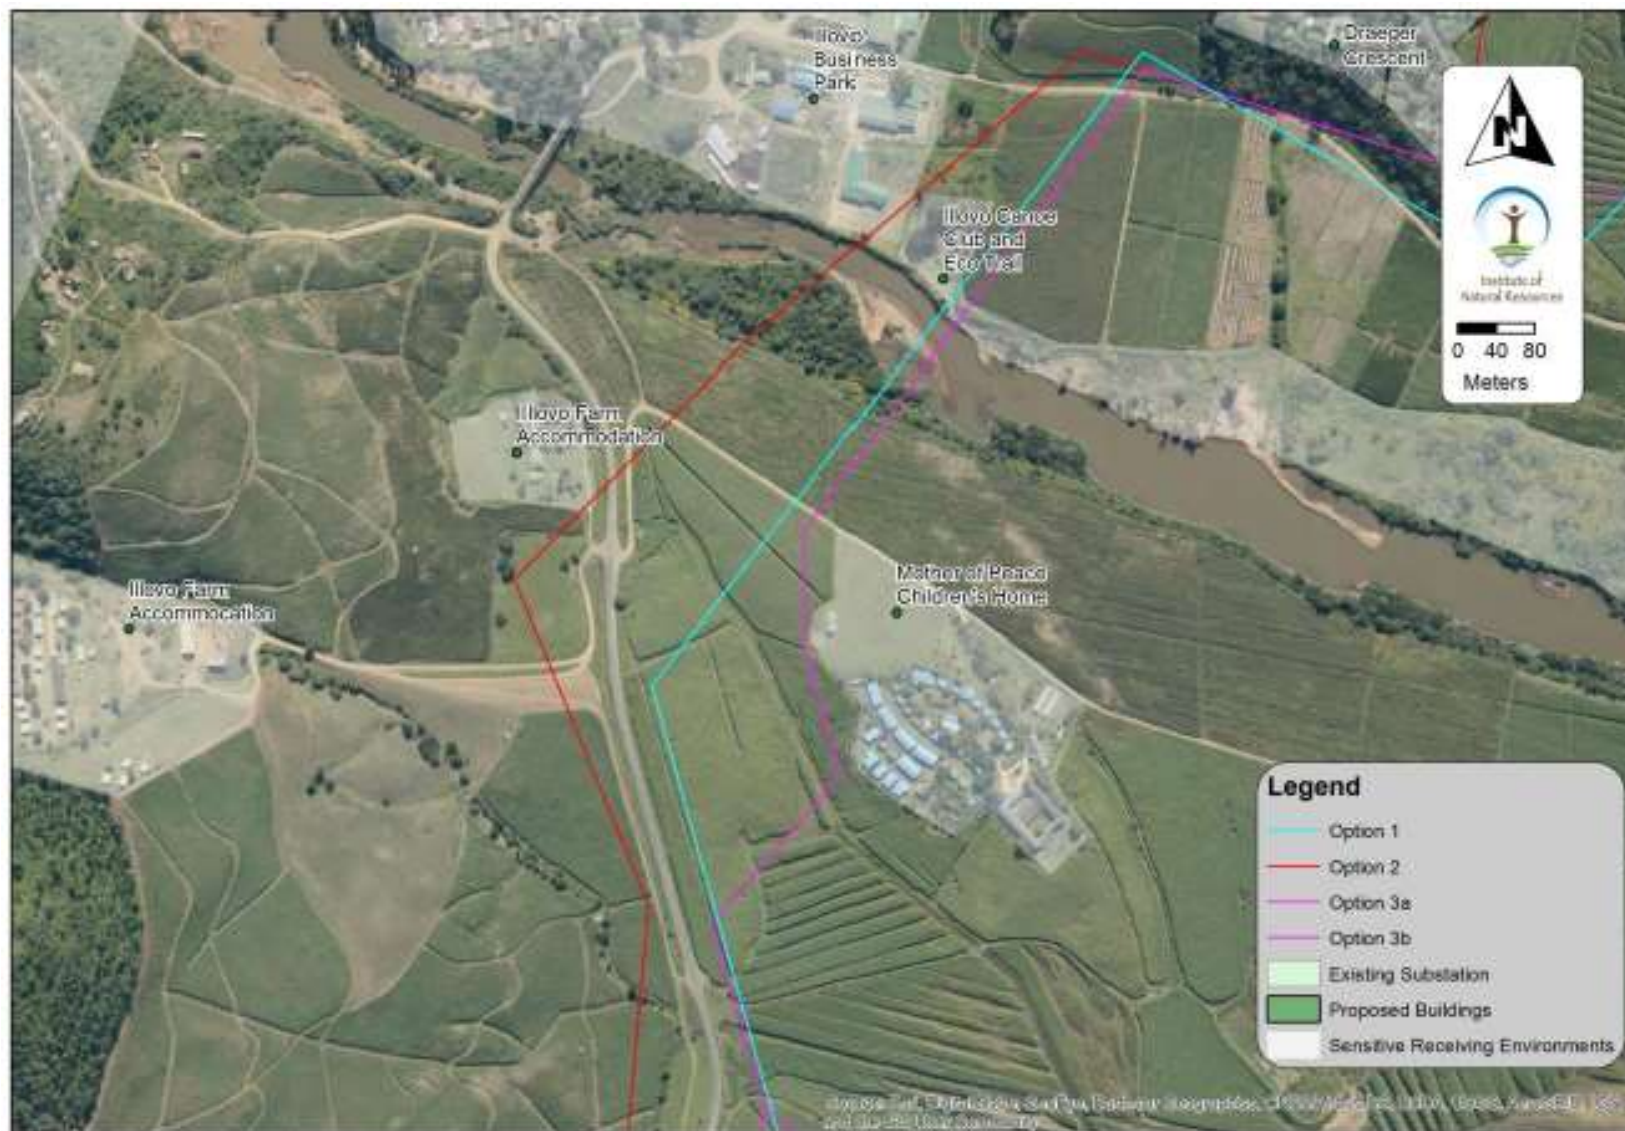 Illovo
Business
Park
Draeger
Crescent
N
Institute of
Natural Resources
0 40 80
Meters
Illovo Canoe
Club and
Eco Trail
Illovo Farm
Accommodation
Mother of Peace
Children's Home
Illovo Farm
Accommodation
Legend
Option 1
Option 2
Option 3a
Option 3b
Existing Substation
Proposed Buildings
Sensitive Receiving Environments